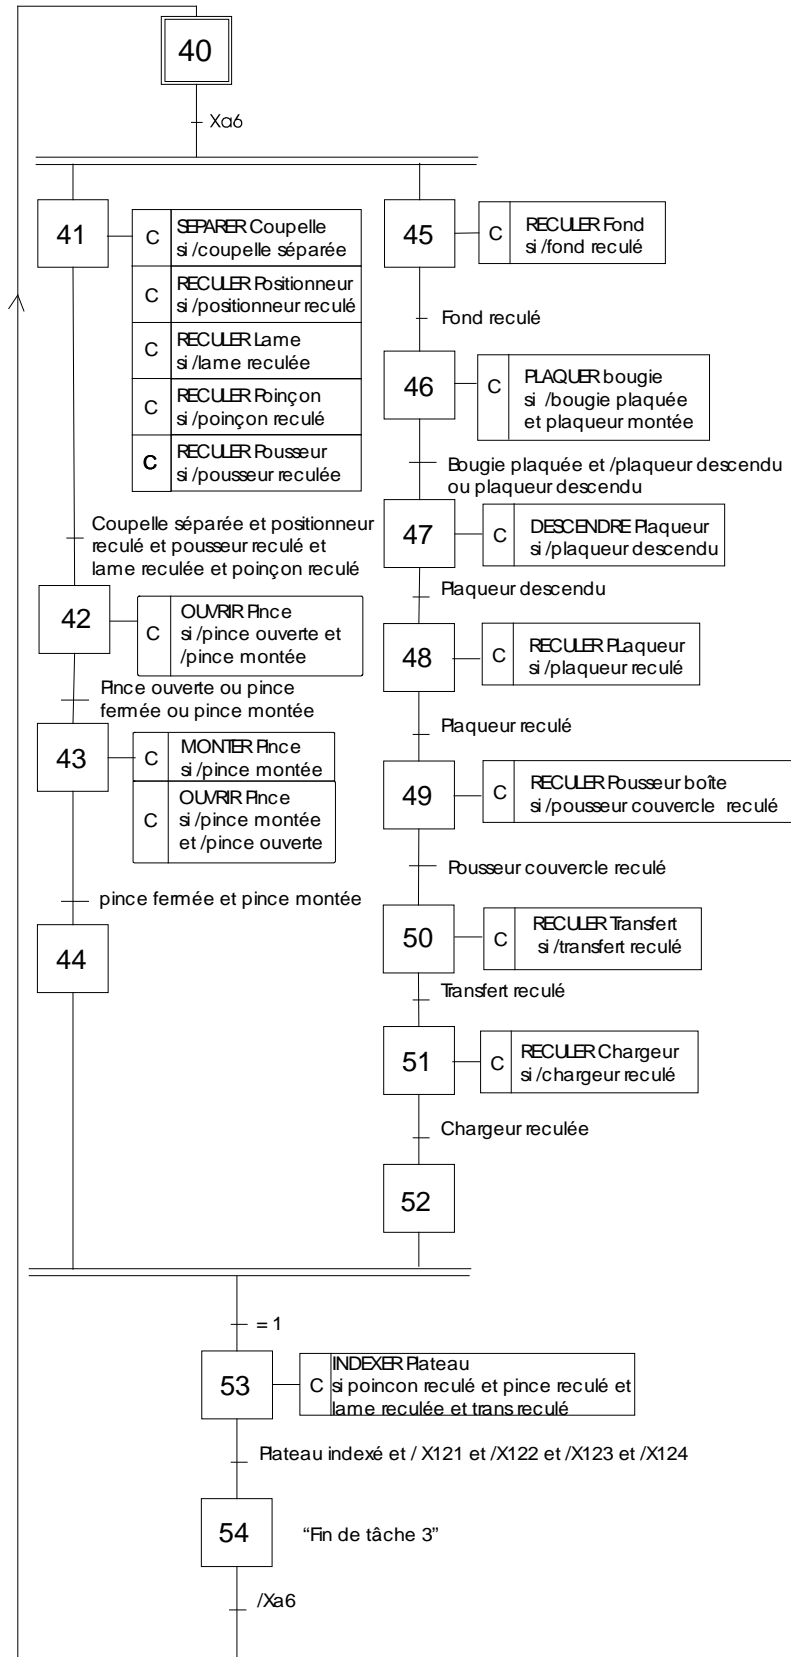 40
Xa6
41
C
SEPARER Coupelle
si /coupelle séparée
C
RECULER Positionneur
si /positionneur reculé
C
RECULER Lame
si /lame reculée
C
RECULER Poinçon
si /poinçon reculé
C
RECULER Pousseur
si /pousseur reculée
Coupelle séparée et positionneur
reculé et pousseur reculé et
lame reculée et poinçon reculé
42
C
OUVRIR Pince
si /pince ouverte et
/pince montée
Pince ouverte ou pince
fermée ou pince montée
43
C
MONTER Pince
si /pince montée
C
OUVRIR Pince
si /pince montée
et /pince ouverte
pince fermée et pince montée
44
45
C
RECULER Fond
si /fond reculé
Fond reculé
46
C
PLAQUER bougie
si /bougie plaquée
et plaqueur montée
Bougie plaquée et /plaqueur descendu
ou plaqueur descendu
47
C
DESCENDRE Plaqueur
si /plaqueur descendu
Plaqueur descendu
48
C
RECULER PLaqueur
si /plaqueur reculé
Plaqueur reculé
49
C
RECULER Pousseur boîte
si /pousseur couvercle reculé
Pousseur couvercle reculé
50
C
RECULER Transfert
si /transfert reculé
Transfert reculé
51
C
RECULER Chargeur
si /chargeur reculé
Chargeur reculée
52
= 1
53
C
INDEXER Plateau
si poincon reculé et pince reculé et
lame reculée et trans reculé
Plateau indexé et / X121 et /X122 et /X123 et /X124
54
“Fin de tâche 3”
/Xa6